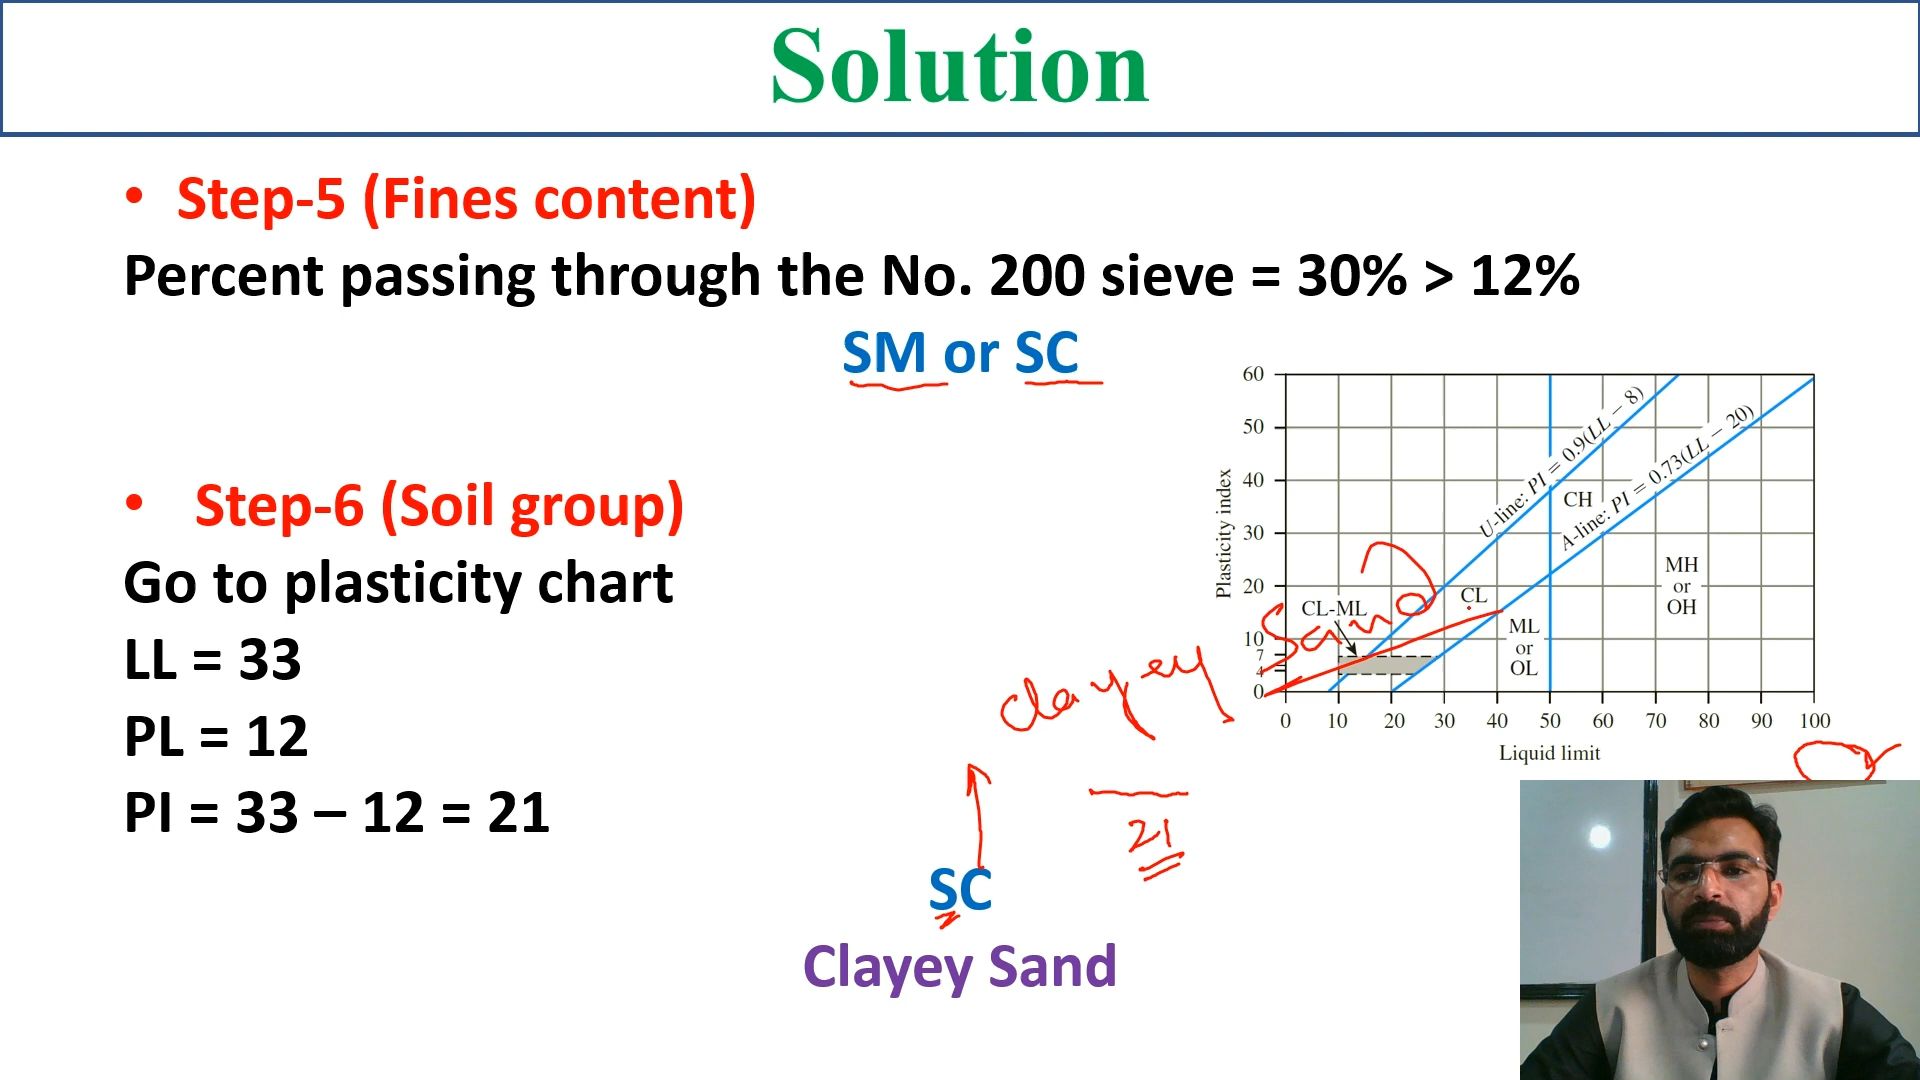 Solution
• Step-5 (Fines content)
Percent passing through the No. 200 sieve = 30% > 12%
SM or SC
• Step-6 (Soil group)
Go to plasticity chart
LL = 33
PL = 12
PI = 33 – 12 = 21
SC
Clayey Sand
clayey
Sand
21
Plasticity index
60
50
40
30
20
10
7
4
0
U-line: PI = 0.9(LL − 8)
A-line: PI = 0.73(LL − 20)
CH
CL
CL-ML
MH
or
OH
ML
or
OL
0 10 20 30 40 50 60 70 80 90 100
Liquid limit